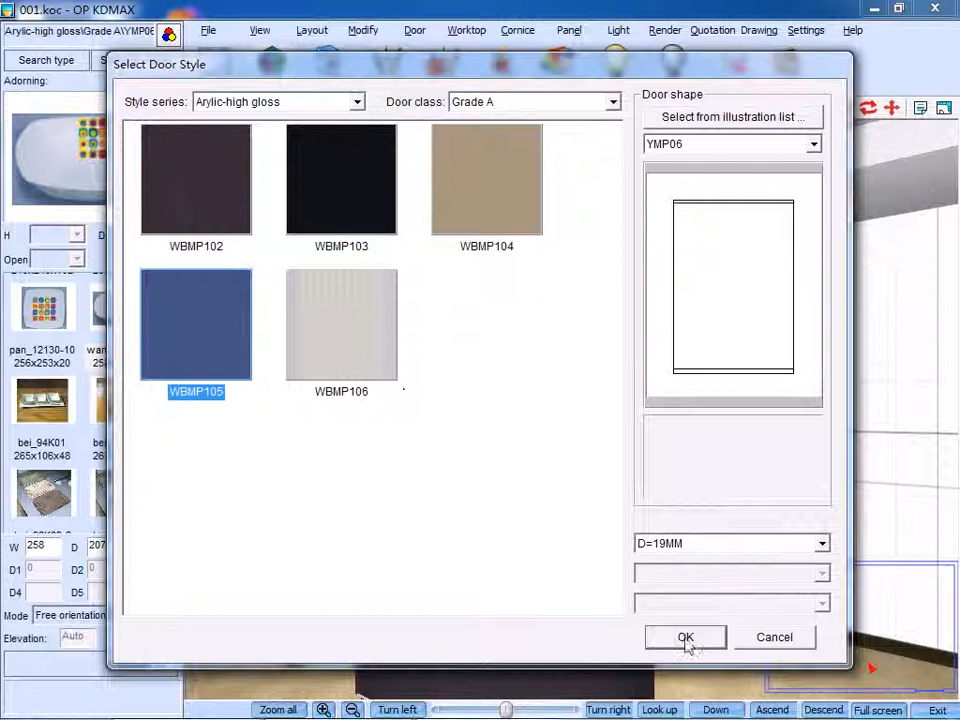 001.koc - OP KDMAX
Arylic-high gloss\Grade A\YMP06
File View Layout Modify Door Worktop Cornice Panel Light Render Quotation Drawing Settings Help
Search type
Select Door Style
Adorning:
Style series: Arylic-high gloss
Door class: Grade A
Door shape
Select from illustration list ...
YMP06
WBMP102
WBMP103
WBMP104
WBMP105
WBMP106
H
D
Open
pan_12130-10
256x253x20
bei_94K01
265x106x48
W 258 D 207
D1 0 D2 0
D4 D5
Mode Free orientation
Elevation: Auto
D=19MM
OK
Cancel
Zoom all
Turn left
Turn right
Look up
Down
Ascend
Descend
Full screen
Exit